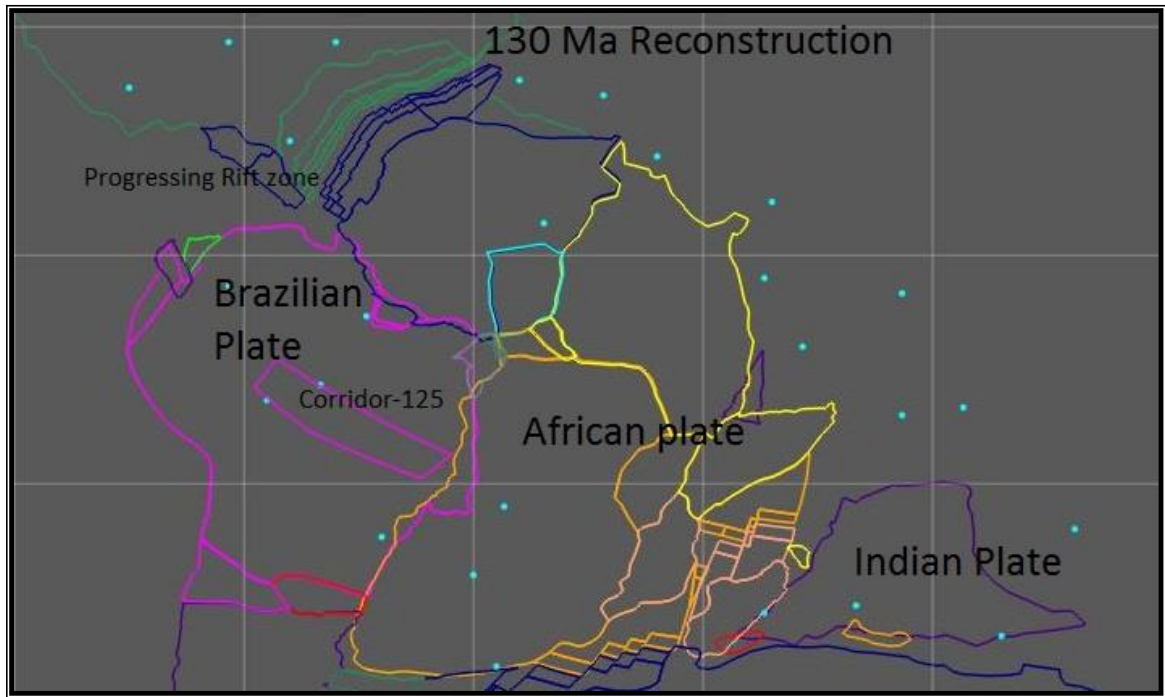 130 Ma Reconstruction
Progressing Rift zone
Brazilian
Plate
Corridor-125
African plate
Indian Plate